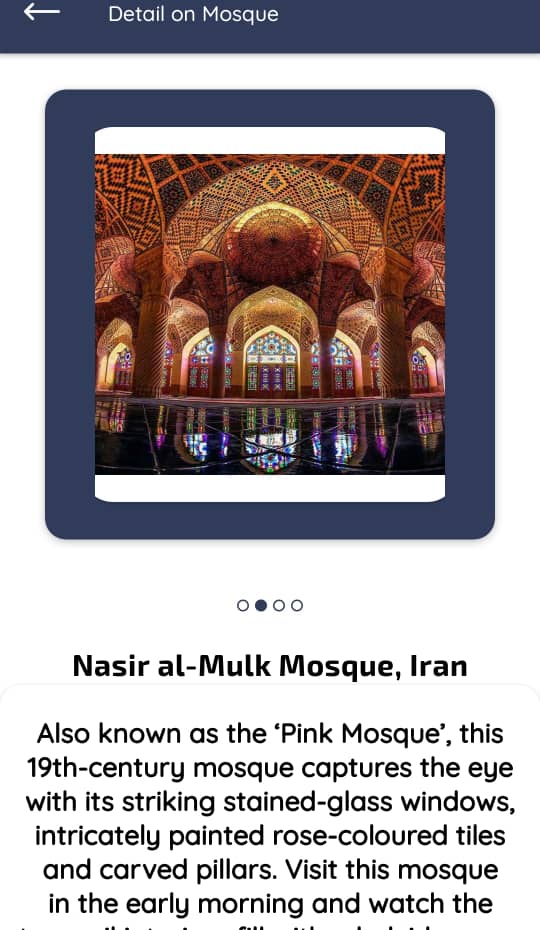 Detail on Mosque
Nasir al-Mulk Mosque, Iran
Also known as the ‘Pink Mosque’, this
19th-century mosque captures the eye
with its striking stained-glass windows,
intricately painted rose-coloured tiles
and carved pillars. Visit this mosque
in the early morning and watch the